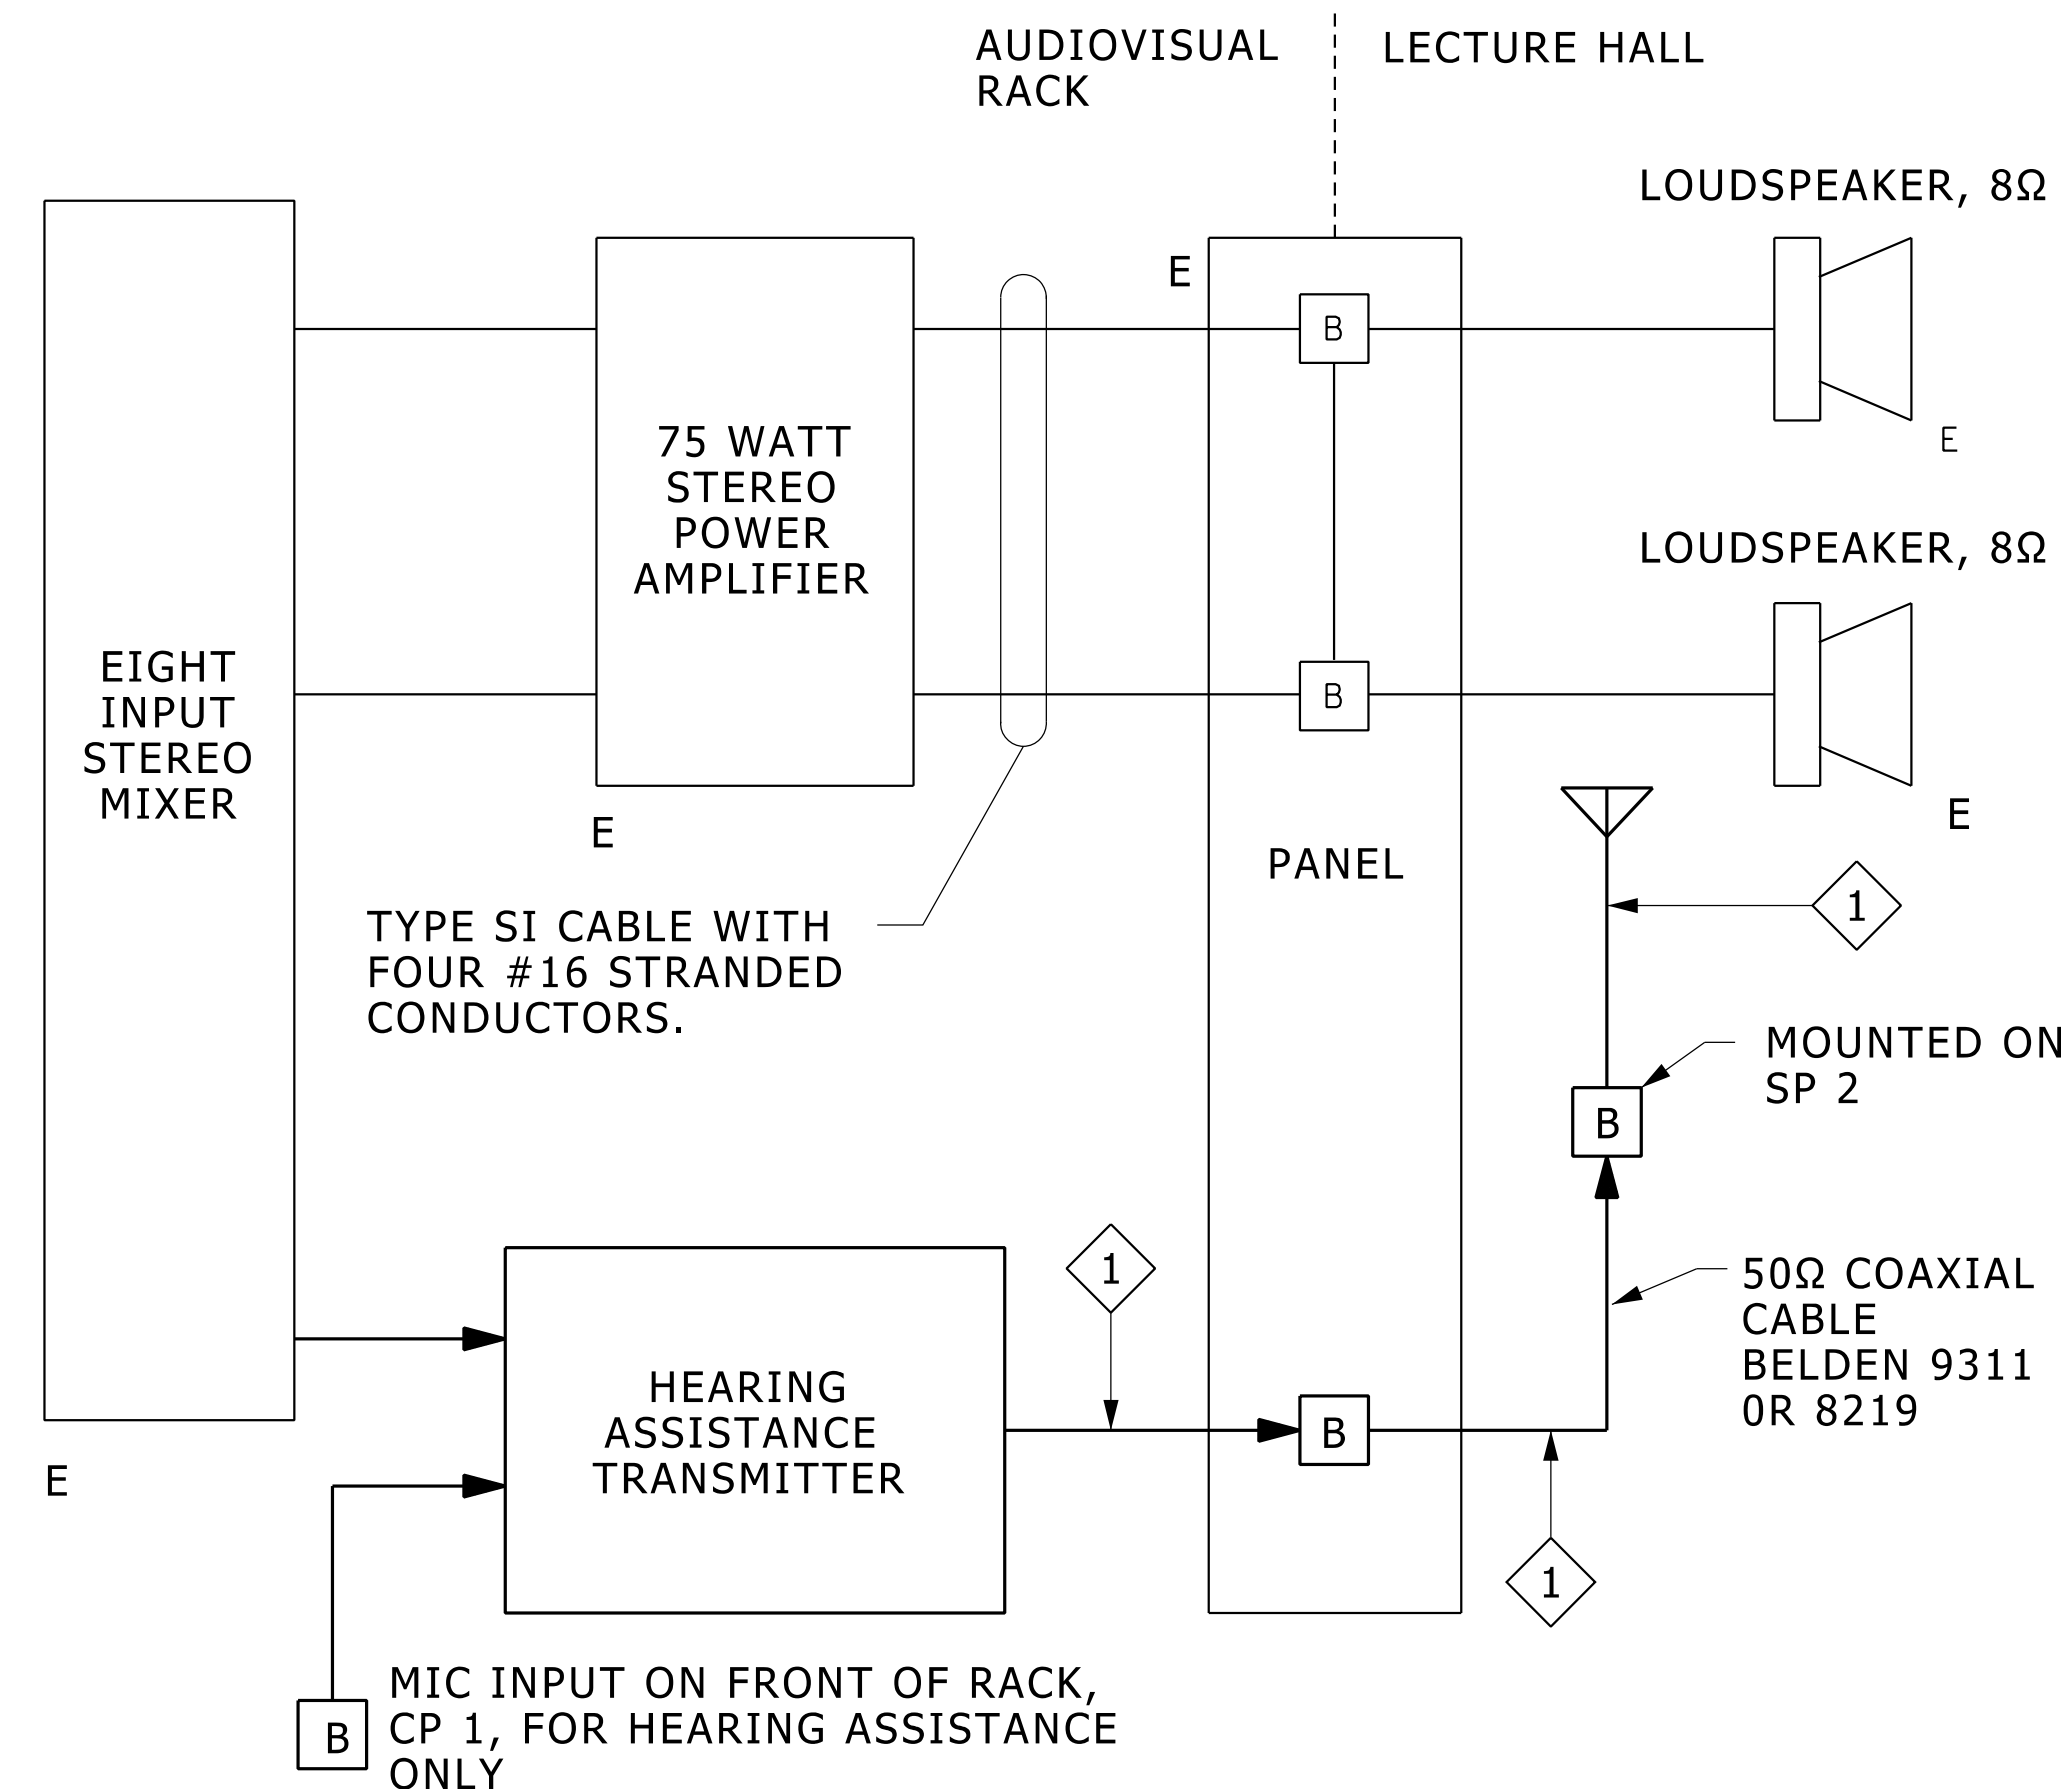 AUDIOVISUAL
RACK
LECTURE HALL
LOUDSPEAKER, 8Ω
E
B
E
75 WATT
STEREO
POWER
AMPLIFIER
LOUDSPEAKER, 8Ω
EIGHT
INPUT
STEREO
MIXER
B
E
E
PANEL
TYPE SI CABLE WITH
FOUR #16 STRANDED
CONDUCTORS.
1
MOUNTED ON
SP 2
B
1
50Ω COAXIAL
CABLE
BELDEN 9311
0R 8219
HEARING
ASSISTANCE
TRANSMITTER
B
E
1
MIC INPUT ON FRONT OF RACK,
CP 1, FOR HEARING ASSISTANCE
ONLY
B